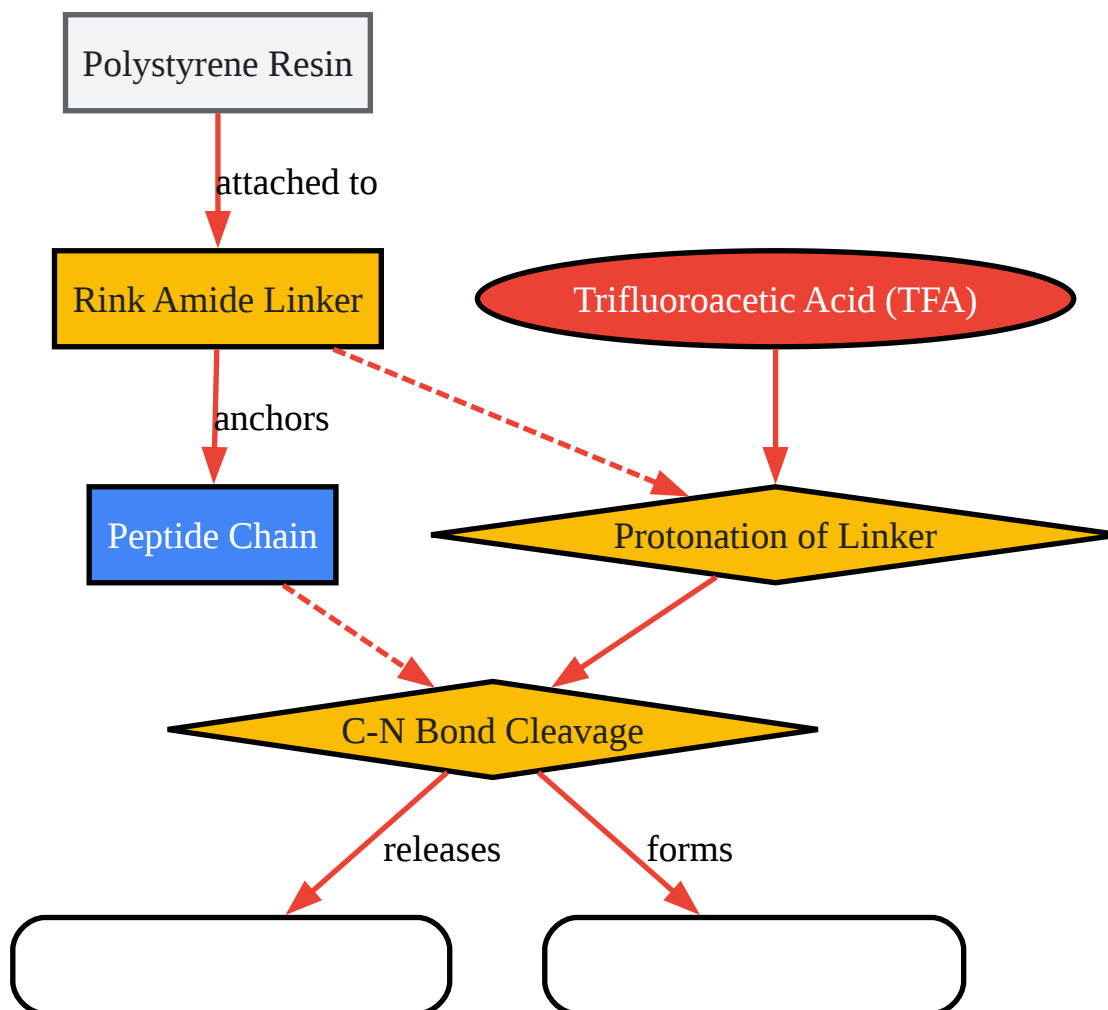 Polystyrene Resin
attached to
Rink Amide Linker
Trifluoroacetic Acid (TFA)
anchors
Peptide Chain
Protonation of Linker
C-N Bond Cleavage
releases
forms